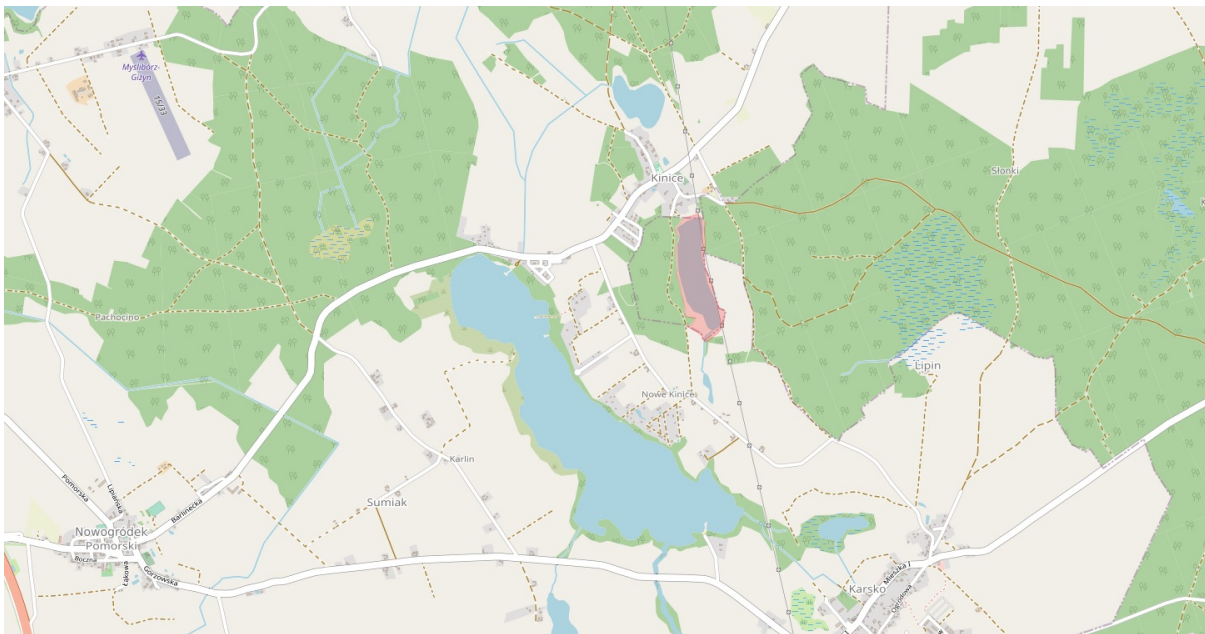 Myślibórz-
Giżyn
15/33
Kinice
Słonki
Pachocino
Lipin
Nowe Kinice
Karlin
Sumiak
Pomorska
Lipiańska
Barlinecka
Nowogródek
Pomorski
Boczna
Łąkowa
Gorzowska
Mieszka I
Ogrodowa
Karsko